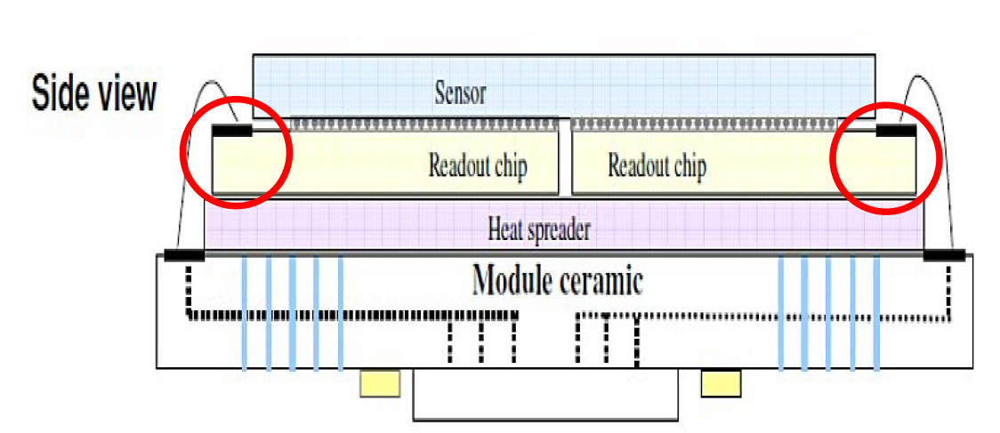 Side view
Sensor
Readout chip
Readout chip
Heat spreader
Module ceramic